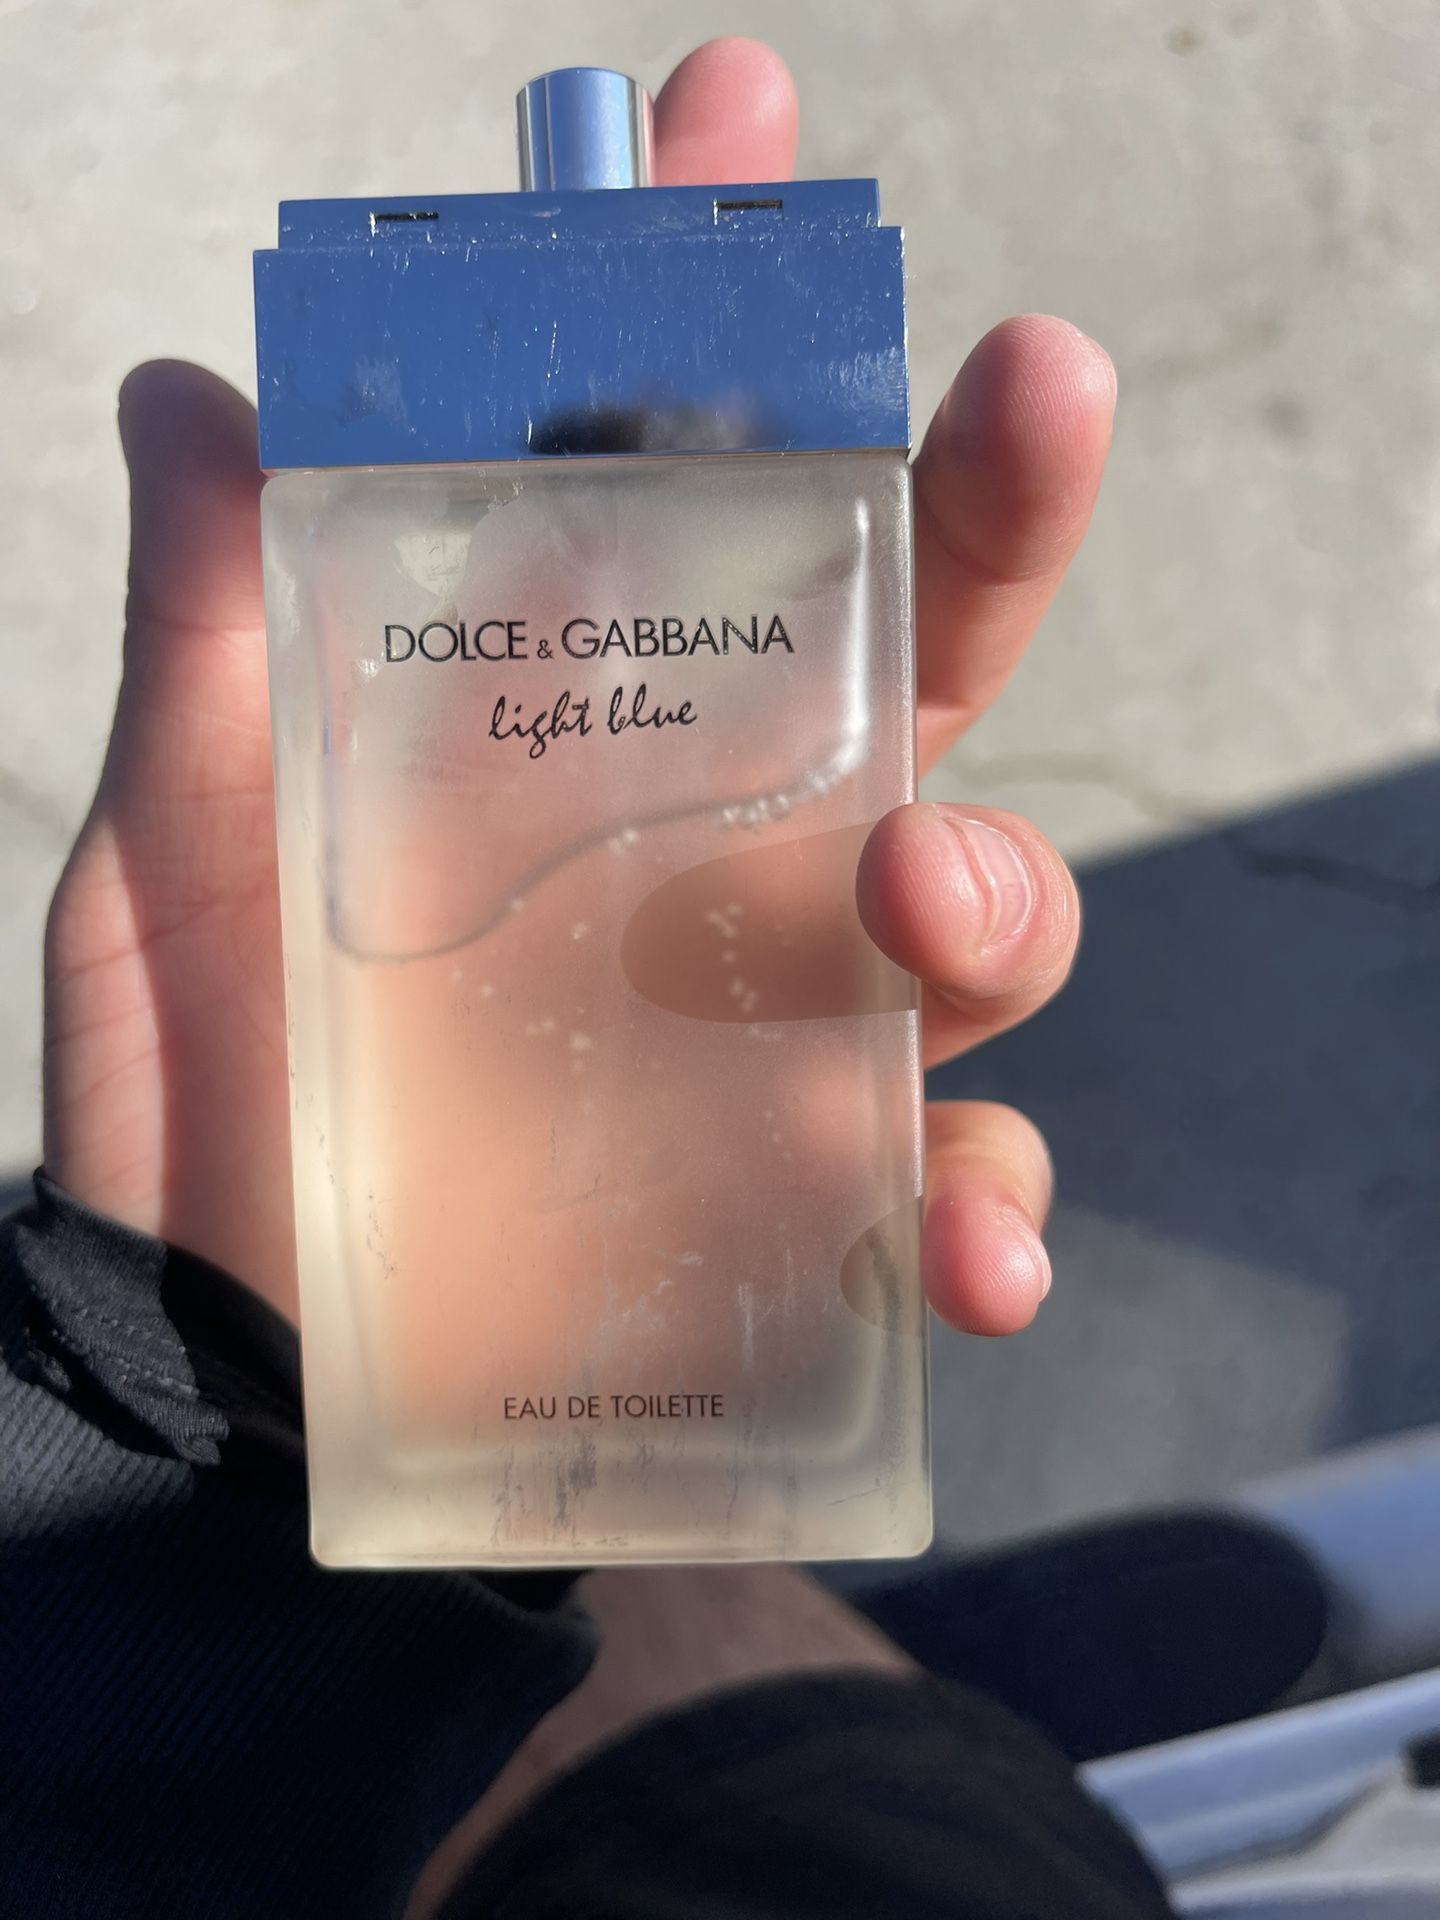 DOLCE & GABBANA
light blue
EAU DE TOILETTE